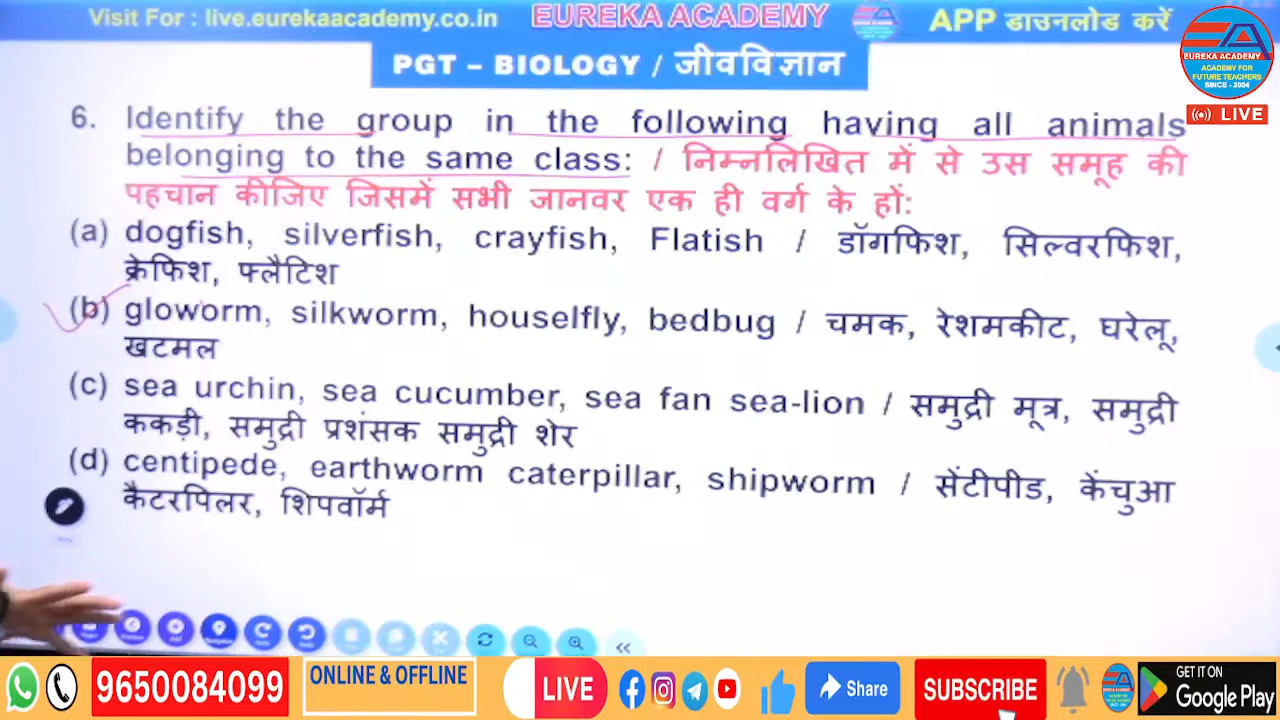 Visit For : live.eurekaacademy.co.in
EUREKA ACADEMY
APP डाउनलोड करें
EUREKA ACADEMY
ACADEMY FOR
FUTURE TEACHERS
SINCE - 2004
LIVE
PGT – BIOLOGY / जीवविज्ञान
6. Identify the group in the following having all animals
belonging to the same class: / निम्नलिखित में से उस समूह की
पहचान कीजिए जिसमें सभी जानवर एक ही वर्ग के हों:
(a) dogfish, silverfish, crayfish, Flatish / डॉगफिश, सिल्वरफिश,
क्रेफिश, फ्लैटिश
(b) gloworm, silkworm, houselfly, bedbug / चमक, रेशमकीट, घरेलू,
खटमल
(c) sea urchin, sea cucumber, sea fan sea-lion / समुद्री मूत्र, समुद्री
ककड़ी, समुद्री प्रशंसक समुद्री शेर
(d) centipede, earthworm caterpillar, shipworm / सेंटीपीड, केंचुआ
कैटरपिलर, शिपवॉर्म
9650084099
ONLINE & OFFLINE
LIVE
Share
SUBSCRIBE
GET IT ON
Google Play